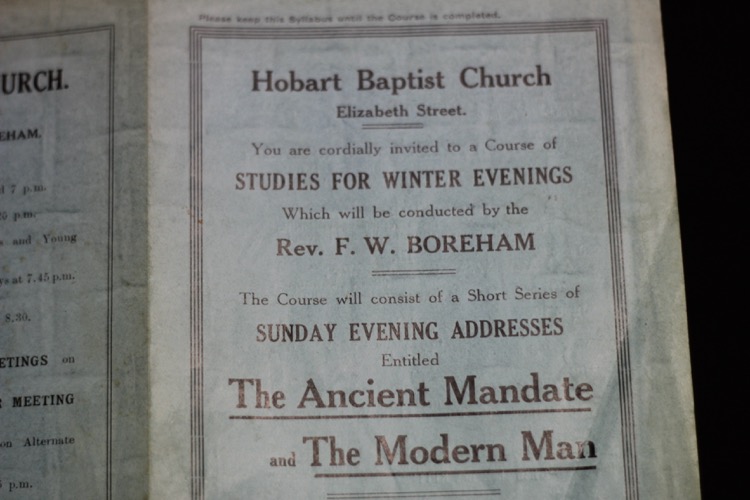 URCH.
EHAM.
7 p.m.
p.m.
and Young
at 7.45 p.m.
8.30.
ETINGS on
MEETING
on Alternate
p.m.
Please keep this Syllabus until the Course is completed.
Hobart Baptist Church
Elizabeth Street.
You are cordially invited to a Course of
STUDIES FOR WINTER EVENINGS
Which will be conducted by the
Rev. F. W. BOREHAM
The Course will consist of a Short Series of
SUNDAY EVENING ADDRESSES
Entitled
The Ancient Mandate
and The Modern Man